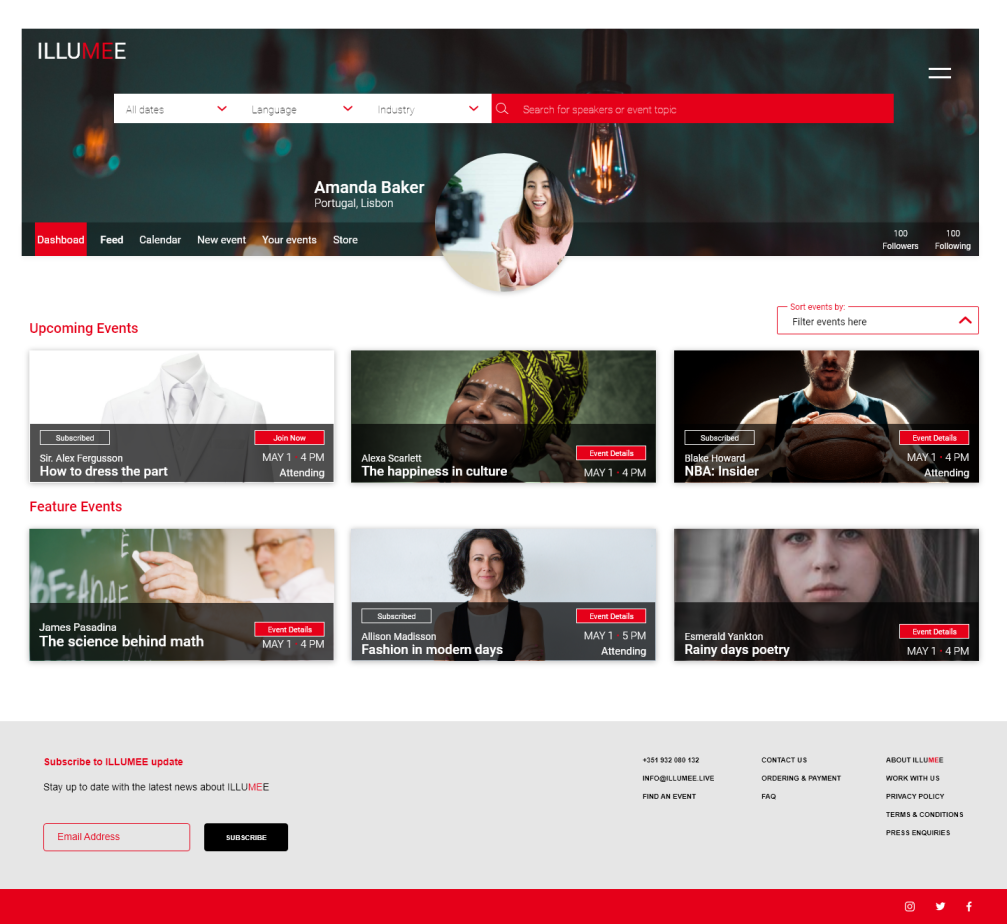 ILLUMEE
All dates
Language
Industry
Search for speakers or event topic
Amanda Baker
Portugal, Lisbon
Dashboad
Feed
Calendar
New event
Your events
Store
100
Followers
100
Following
Sort events by:
Filter events here
Upcoming Events
Subscribed
Join Now
Sir. Alex Fergusson
MAY 1 · 4 PM
How to dress the part
Attending
Alexa Scarlett
Event Details
The happiness in culture
MAY 1 · 4 PM
Subscribed
Event Details
Blake Howard
MAY 1 · 4 PM
NBA: Insider
Attending
Feature Events
James Pasadina
Event Details
The science behind math
MAY 1 · 4 PM
Subscribed
Event Details
Allison Madisson
MAY 1 · 5 PM
Fashion in modern days
Attending
Esmerald Yankton
Event Details
Rainy days poetry
MAY 1 · 4 PM
Subscribe to ILLUMEE update
Stay up to date with the latest news about ILLUMEE
Email Address
SUBSCRIBE
+351 932 080 132
INFO@ILLUMEE.LIVE
FIND AN EVENT
CONTACT US
ORDERING & PAYMENT
FAQ
ABOUT ILLUMEE
WORK WITH US
PRIVACY POLICY
TERMS & CONDITIONS
PRESS ENQUIRIES